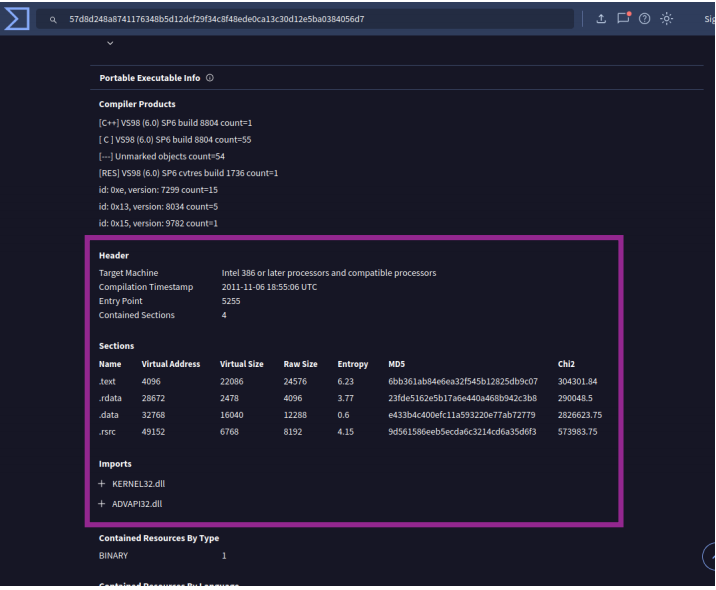 57d8d248a8741176348b5d12dcf29f34c8f48ede0ca13c30d12e5ba0384056d7
Portable Executable Info
Compiler Products
[C++] VS98 (6.0) SP6 build 8804 count=1
[ C ] VS98 (6.0) SP6 build 8804 count=55
[---] Unmarked objects count=54
[RES] VS98 (6.0) SP6 cvtres build 1736 count=1
id: 0xe, version: 7299 count=15
id: 0x13, version: 8034 count=5
id: 0x15, version: 9782 count=1
Header
Target Machine Intel 386 or later processors and compatible processors
Compilation Timestamp 2011-11-06 18:55:06 UTC
Entry Point 5255
Contained Sections 4
Sections
Name Virtual Address Virtual Size Raw Size Entropy MD5 Chi2
.text 4096 22086 24576 6.23 6bb361ab84e6ea32f545b12825db9c07 304301.84
.rdata 28672 2478 4096 3.77 23fde5162e5b17a6e440a468b942c3b8 290048.5
.data 32768 16040 12288 0.6 e433b4c400efc11a593220e77ab72779 2826623.75
.rsrc 49152 6768 8192 4.15 9d561586eeb5ecda6c3214cd6a35d6f3 573983.75
Imports
+ KERNEL32.dll
+ ADVAPI32.dll
Contained Resources By Type
BINARY 1
Contained Resources By Language